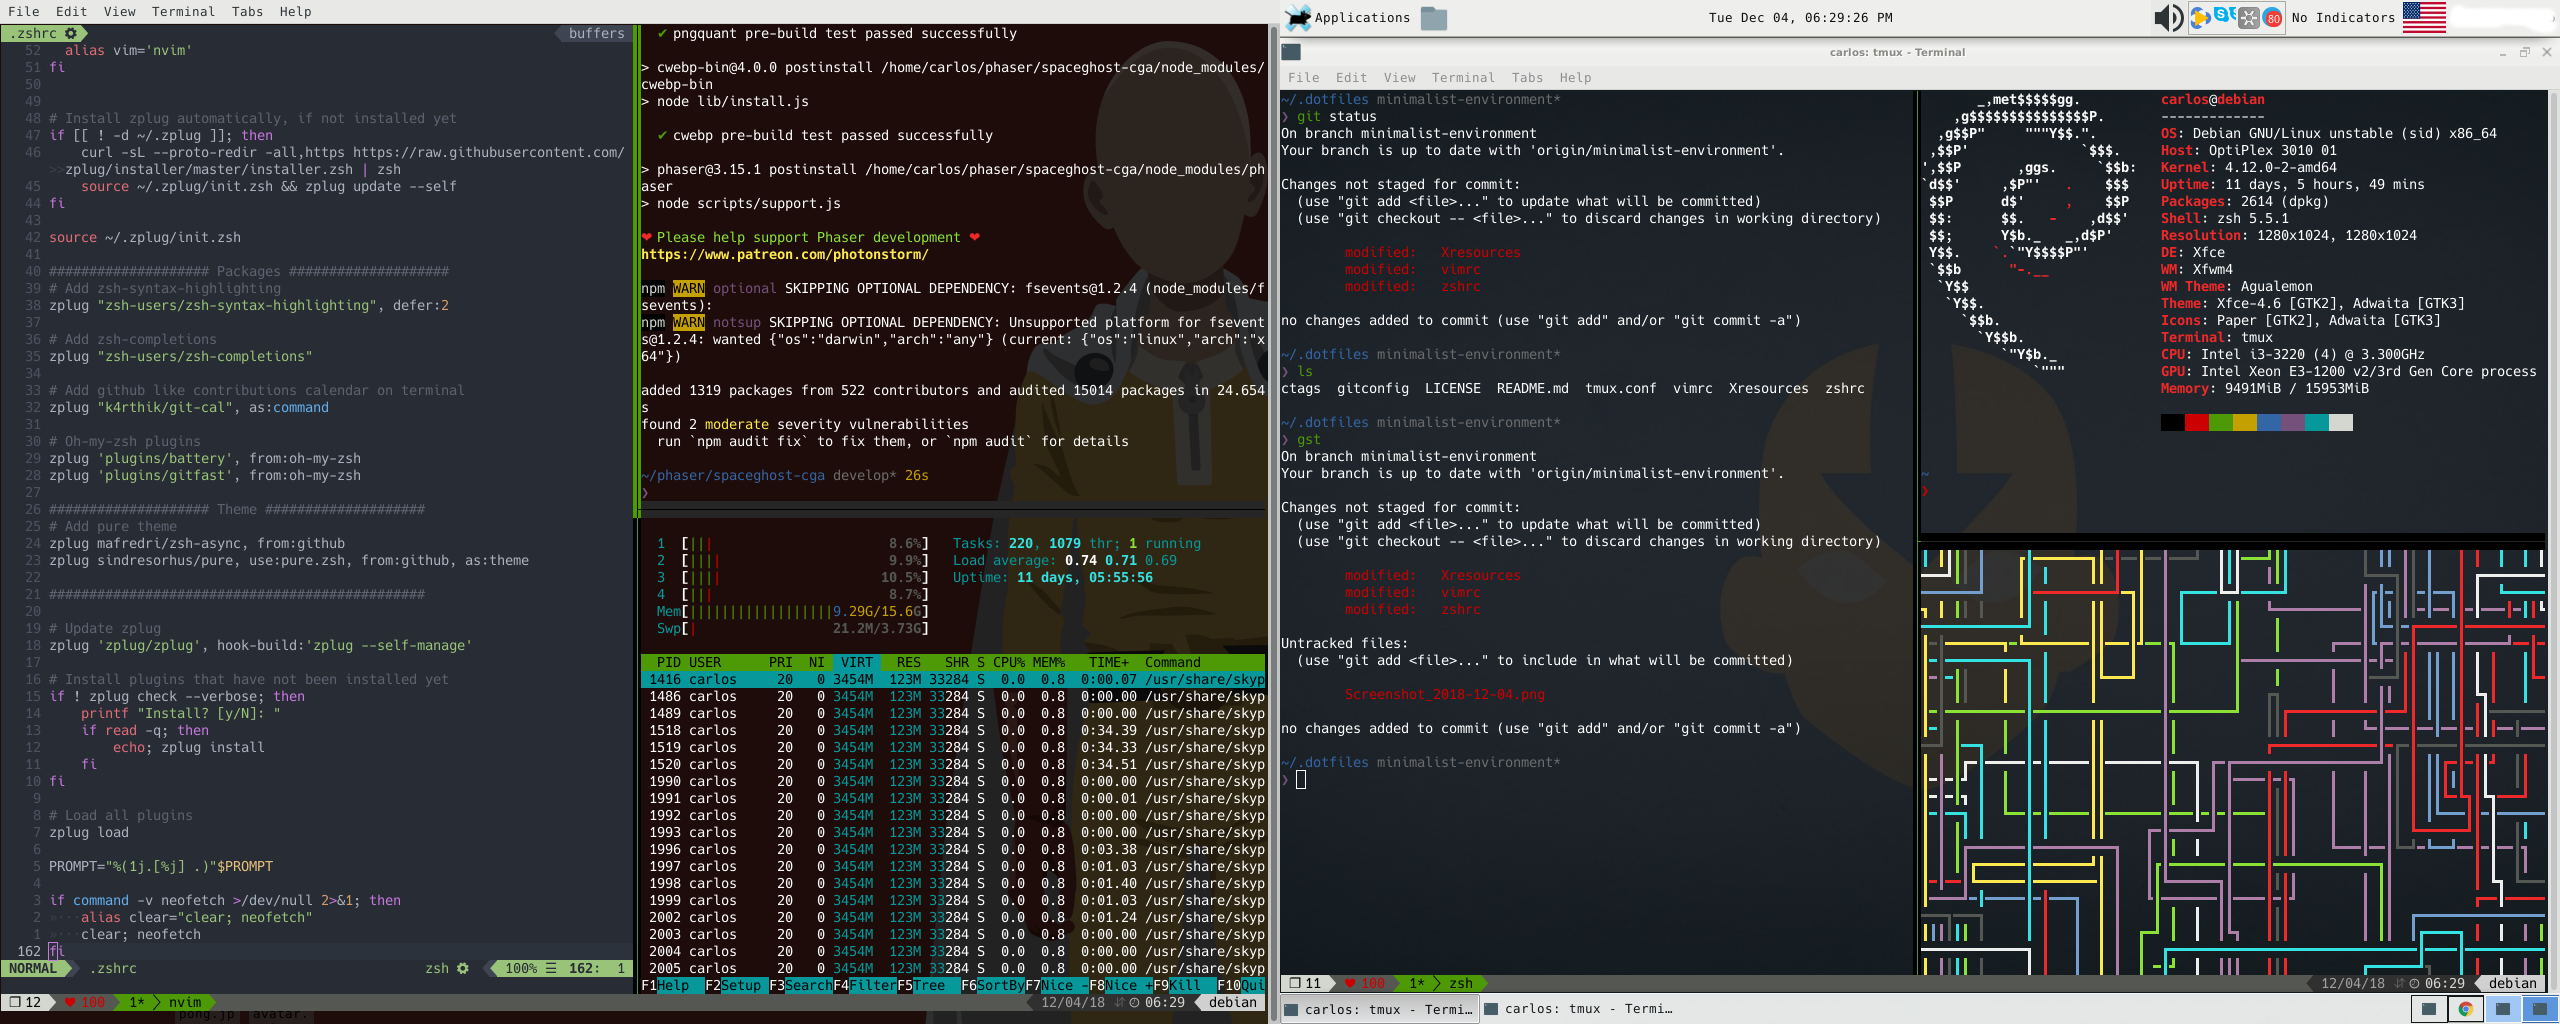 File Edit View Terminal Tabs Help
.zshrc
buffers
52 alias vim='nvim'
51 fi
50
49
48 # Install zplug automatically, if not installed yet
47 if [[ ! -d ~/.zplug ]]; then
46 curl -sL --proto-redir -all,https https://raw.githubusercontent.com/
>>zplug/installer/master/installer.zsh | zsh
45 source ~/.zplug/init.zsh && zplug update --self
44 fi
43
42 source ~/.zplug/init.zsh
41
40 #################### Packages ####################
39 # Add zsh-syntax-highlighting
38 zplug "zsh-users/zsh-syntax-highlighting", defer:2
37
36 # Add zsh-completions
35 zplug "zsh-users/zsh-completions"
34
33 # Add github like contributions calendar on terminal
32 zplug "k4rthik/git-cal", as:command
31
30 # Oh-my-zsh plugins
29 zplug 'plugins/battery', from:oh-my-zsh
28 zplug 'plugins/gitfast', from:oh-my-zsh
27
26 #################### Theme ####################
25 # Add pure theme
24 zplug mafredri/zsh-async, from:github
23 zplug sindresorhus/pure, use:pure.zsh, from:github, as:theme
22
21 ###############################################
20
19 # Update zplug
18 zplug 'zplug/zplug', hook-build:'zplug --self-manage'
17
16 # Install plugins that have not been installed yet
15 if ! zplug check --verbose; then
14 printf "Install? [y/N]: "
13 if read -q; then
12 echo; zplug install
11 fi
10 fi
9
8 # Load all plugins
7 zplug load
6
5 PROMPT="%(1j.[%j] .)"$PROMPT
4
3 if command -v neofetch >/dev/null 2>&1; then
2 alias clear="clear; neofetch"
1 clear; neofetch
162 fi
NORMAL .zshrc zsh 100% ☰ 162: 1
❐ 12 ♥ 100 1* nvim 12/04/18 06:29 debian
pong.jp avatar.
✔ pngquant pre-build test passed successfully
> cwebp-bin@4.0.0 postinstall /home/carlos/phaser/spaceghost-cga/node_modules/
cwebp-bin
> node lib/install.js
✔ cwebp pre-build test passed successfully
> phaser@3.15.1 postinstall /home/carlos/phaser/spaceghost-cga/node_modules/ph
aser
> node scripts/support.js
❤ Please help support Phaser development ❤
https://www.patreon.com/photonstorm/
npm WARN optional SKIPPING OPTIONAL DEPENDENCY: fsevents@1.2.4 (node_modules/f
sevents):
npm WARN notsup SKIPPING OPTIONAL DEPENDENCY: Unsupported platform for fsevent
s@1.2.4: wanted {"os":"darwin","arch":"any"} (current: {"os":"linux","arch":"x
64"})
added 1319 packages from 522 contributors and audited 15014 packages in 24.654
s
found 2 moderate severity vulnerabilities
run `npm audit fix` to fix them, or `npm audit` for details
~/phaser/spaceghost-cga develop* 26s
❯
1 [||| 8.6%] Tasks: 220, 1079 thr; 1 running
2 [|||| 9.9%] Load average: 0.74 0.71 0.69
3 [|||| 10.5%] Uptime: 11 days, 05:55:56
4 [||| 8.7%]
Mem[||||||||||||||||||9.29G/15.6G]
Swp[| 21.2M/3.73G]
PID USER PRI NI VIRT RES SHR S CPU% MEM% TIME+ Command
1416 carlos 20 0 3454M 123M 33284 S 0.0 0.8 0:00.07 /usr/share/skyp
1486 carlos 20 0 3454M 123M 33284 S 0.0 0.8 0:00.00 /usr/share/skyp
1489 carlos 20 0 3454M 123M 33284 S 0.0 0.8 0:00.00 /usr/share/skyp
1518 carlos 20 0 3454M 123M 33284 S 0.0 0.8 0:34.39 /usr/share/skyp
1519 carlos 20 0 3454M 123M 33284 S 0.0 0.8 0:34.33 /usr/share/skyp
1520 carlos 20 0 3454M 123M 33284 S 0.0 0.8 0:34.51 /usr/share/skyp
1990 carlos 20 0 3454M 123M 33284 S 0.0 0.8 0:00.00 /usr/share/skyp
1991 carlos 20 0 3454M 123M 33284 S 0.0 0.8 0:00.01 /usr/share/skyp
1992 carlos 20 0 3454M 123M 33284 S 0.0 0.8 0:00.00 /usr/share/skyp
1993 carlos 20 0 3454M 123M 33284 S 0.0 0.8 0:00.00 /usr/share/skyp
1996 carlos 20 0 3454M 123M 33284 S 0.0 0.8 0:03.38 /usr/share/skyp
1997 carlos 20 0 3454M 123M 33284 S 0.0 0.8 0:01.03 /usr/share/skyp
1998 carlos 20 0 3454M 123M 33284 S 0.0 0.8 0:01.40 /usr/share/skyp
1999 carlos 20 0 3454M 123M 33284 S 0.0 0.8 0:01.03 /usr/share/skyp
2002 carlos 20 0 3454M 123M 33284 S 0.0 0.8 0:01.24 /usr/share/skyp
2003 carlos 20 0 3454M 123M 33284 S 0.0 0.8 0:00.00 /usr/share/skyp
2004 carlos 20 0 3454M 123M 33284 S 0.0 0.8 0:00.00 /usr/share/skyp
2005 carlos 20 0 3454M 123M 33284 S 0.0 0.8 0:00.00 /usr/share/skyp
F1Help F2Setup F3SearchF4FilterF5Tree F6SortByF7Nice -F8Nice +F9Kill F10Qui
Applications
Tue Dec 04, 06:29:26 PM
80 No Indicators
carlos: tmux - Terminal
File Edit View Terminal Tabs Help
~/.dotfiles minimalist-environment*
❯ git status
On branch minimalist-environment
Your branch is up to date with 'origin/minimalist-environment'.
Changes not staged for commit:
(use "git add <file>..." to update what will be committed)
(use "git checkout -- <file>..." to discard changes in working directory)
modified: Xresources
modified: vimrc
modified: zshrc
no changes added to commit (use "git add" and/or "git commit -a")
~/.dotfiles minimalist-environment*
❯ ls
ctags gitconfig LICENSE README.md tmux.conf vimrc Xresources zshrc
~/.dotfiles minimalist-environment*
❯ gst
On branch minimalist-environment
Your branch is up to date with 'origin/minimalist-environment'.
Changes not staged for commit:
(use "git add <file>..." to update what will be committed)
(use "git checkout -- <file>..." to discard changes in working directory)
modified: Xresources
modified: vimrc
modified: zshrc
Untracked files:
(use "git add <file>..." to include in what will be committed)
Screenshot_2018-12-04.png
no changes added to commit (use "git add" and/or "git commit -a")
~/.dotfiles minimalist-environment*
❯
carlos@debian
-------------
OS: Debian GNU/Linux unstable (sid) x86_64
Host: OptiPlex 3010 01
Kernel: 4.12.0-2-amd64
Uptime: 11 days, 5 hours, 49 mins
Packages: 2614 (dpkg)
Shell: zsh 5.5.1
Resolution: 1280x1024, 1280x1024
DE: Xfce
WM: Xfwm4
WM Theme: Agualemon
Theme: Xfce-4.6 [GTK2], Adwaita [GTK3]
Icons: Paper [GTK2], Adwaita [GTK3]
Terminal: tmux
CPU: Intel i3-3220 (4) @ 3.300GHz
GPU: Intel Xeon E3-1200 v2/3rd Gen Core process
Memory: 9491MiB / 15953MiB
~
❯
❐ 11 ♥ 100 1* zsh 12/04/18 06:29 debian
carlos: tmux - Termi... carlos: tmux - Termi...